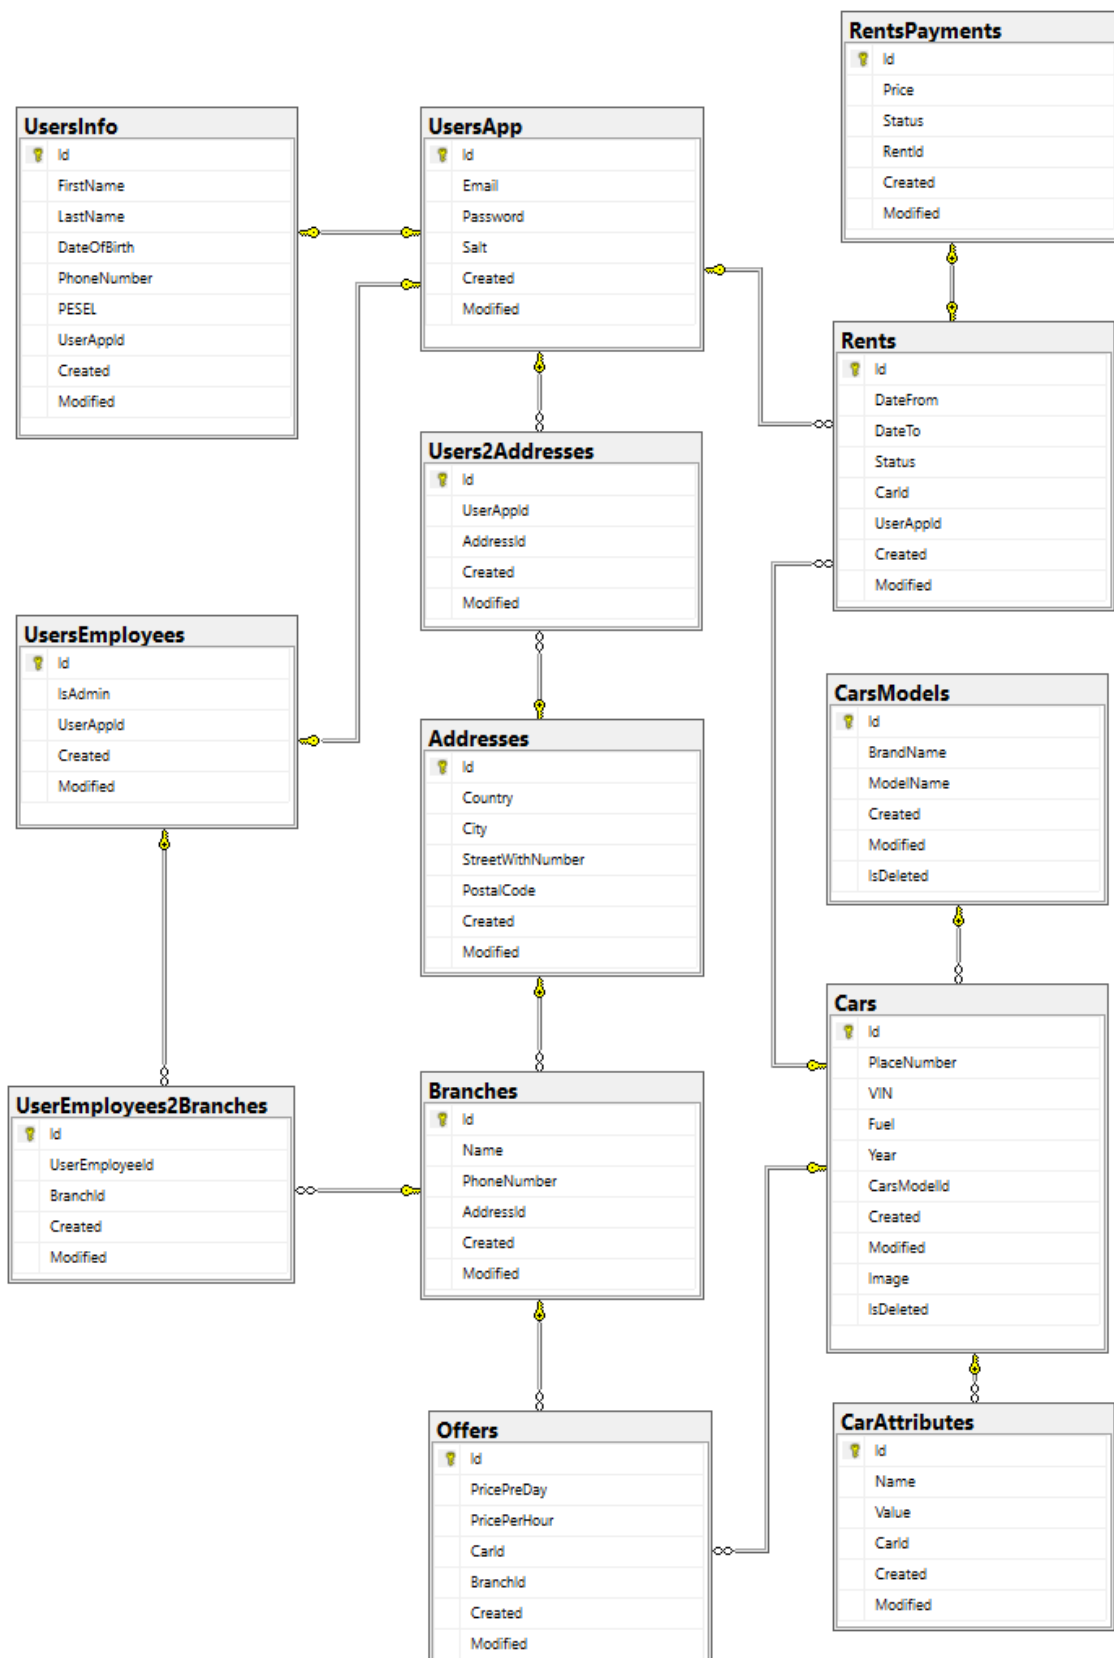 RentsPayments
Id
Price
Status
RentId
Created
Modified
UsersInfo
Id
FirstName
LastName
DateOfBirth
PhoneNumber
PESEL
UserAppId
Created
Modified
UsersApp
Id
Email
Password
Salt
Created
Modified
Rents
Id
DateFrom
DateTo
Status
CarId
UserAppId
Created
Modified
Users2Addresses
Id
UserAppId
AddressId
Created
Modified
UsersEmployees
Id
IsAdmin
UserAppId
Created
Modified
Addresses
Id
Country
City
StreetWithNumber
PostalCode
Created
Modified
CarsModels
Id
BrandName
ModelName
Created
Modified
IsDeleted
Cars
Id
PlaceNumber
VIN
Fuel
Year
CarsModelId
Created
Modified
Image
IsDeleted
UserEmployees2Branches
Id
UserEmployeeId
BranchId
Created
Modified
Branches
Id
Name
PhoneNumber
AddressId
Created
Modified
Offers
Id
PricePreDay
PricePerHour
CarId
BranchId
Created
Modified
CarAttributes
Id
Name
Value
CarId
Created
Modified